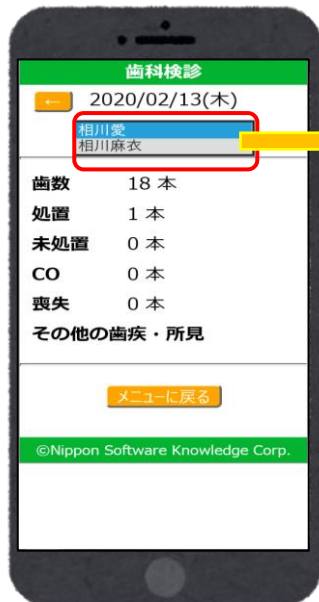 歯科検診
← 2020/02/13(木)
相川愛
相川麻衣
歯数 18 本
処置 1 本
未処置 0 本
CO 0 本
喪失 0 本
その他の歯疾・所見
メニューに戻る
©Nippon Software Knowledge Corp.